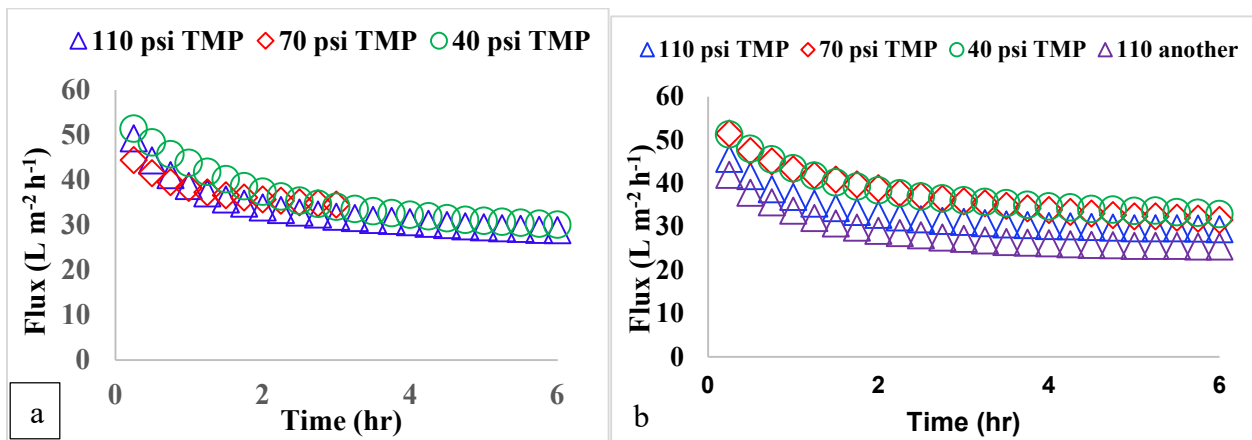 110 psi TMP 70 psi TMP 40 psi TMP
60
50
40
30
20
10
0
0 2 4 6
Flux (L m⁻² h⁻¹)
Time (hr)
a
110 psi TMP 70 psi TMP 40 psi TMP 110 another
60
50
40
30
20
10
0
0 2 4 6
Flux (L m⁻² h⁻¹)
Time (hr)
b